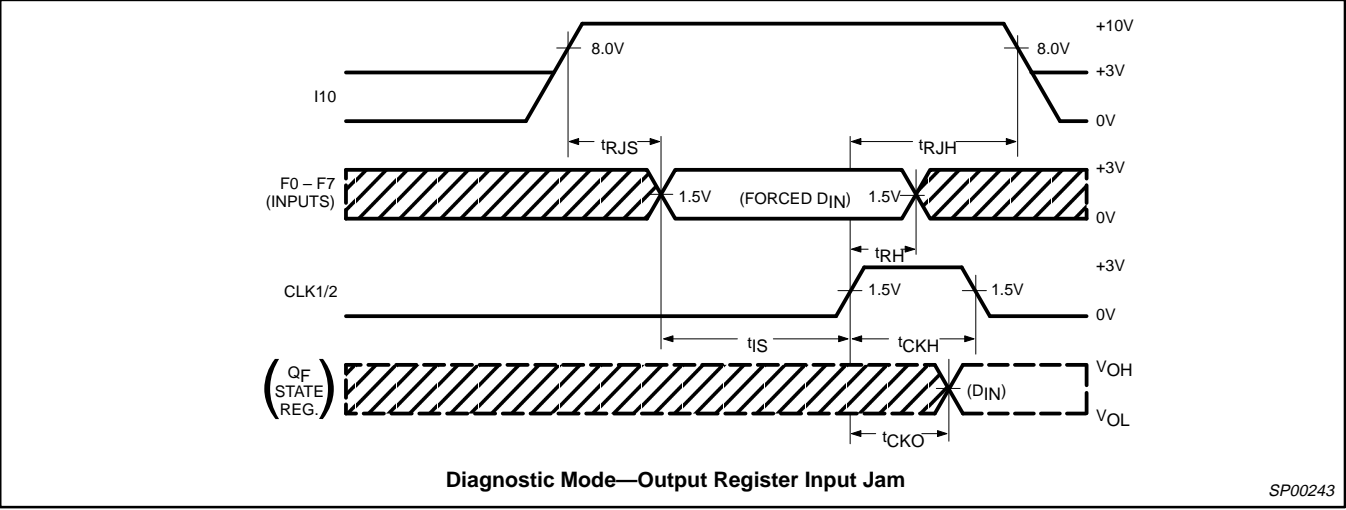 +10V
8.0V
8.0V
+3V
I10
0V
tRJS
tRJH
+3V
F0 – F7
(INPUTS)
1.5V
(FORCED DIN)
1.5V
0V
tRH
+3V
CLK1/2
1.5V
1.5V
0V
tIS
tCKH
VOH
(QF
STATE
REG.)
(DIN)
VOL
tCKO
Diagnostic Mode—Output Register Input Jam
SP00243